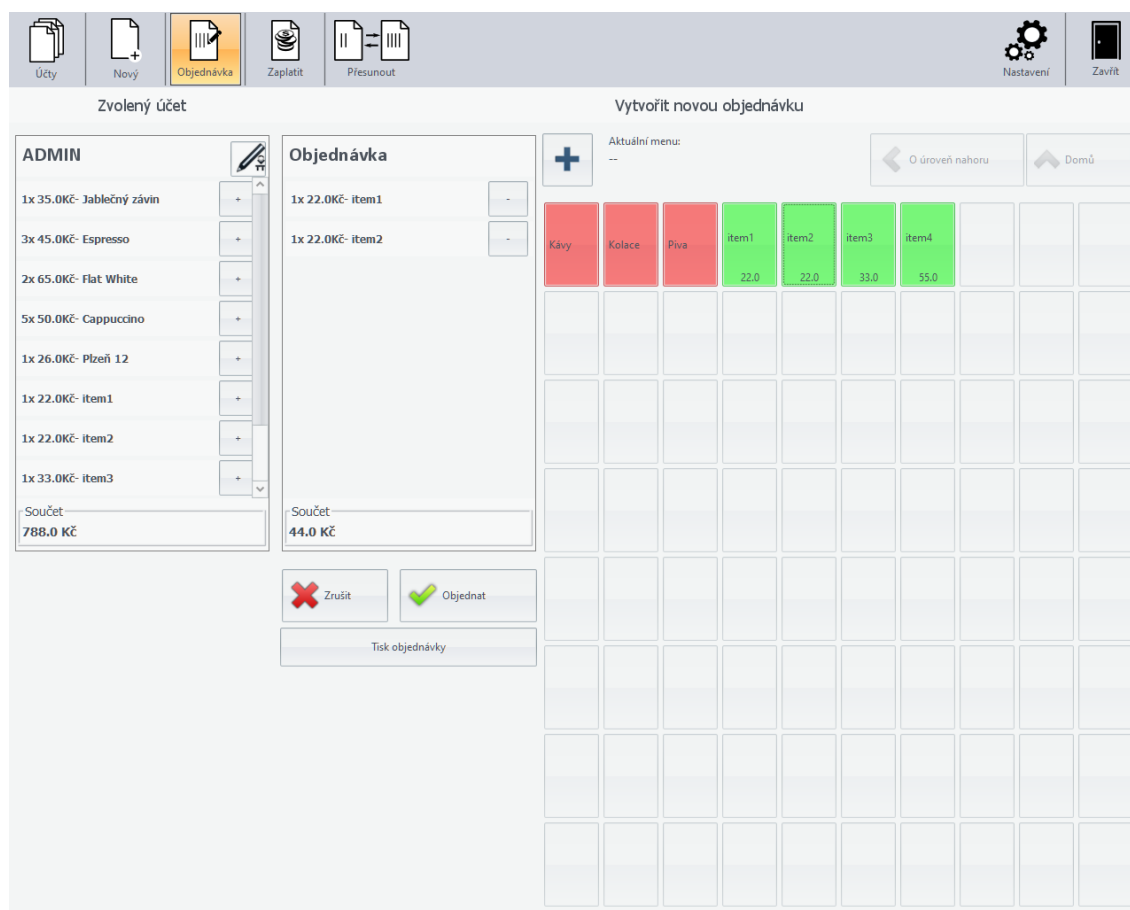 Účty
Nový
Objednávka
Zaplatit
Přesunout
Nastavení
Zavřít
Zvolený účet
Vytvořit novou objednávku
ADMIN
1x 35.0Kč- Jablečný závin +
3x 45.0Kč- Espresso +
2x 65.0Kč- Flat White +
5x 50.0Kč- Cappuccino +
1x 26.0Kč- Plzeň 12 +
1x 22.0Kč- item1 +
1x 22.0Kč- item2 +
1x 33.0Kč- item3 +
Součet
788.0 Kč
Objednávka
1x 22.0Kč- item1 -
1x 22.0Kč- item2 -
Součet
44.0 Kč
Zrušit
Objednat
Tisk objednávky
Aktuální menu:
--
O úroveň nahoru
Domů
Kávy
Kolace
Piva
item1
22.0
item2
22.0
item3
33.0
item4
55.0